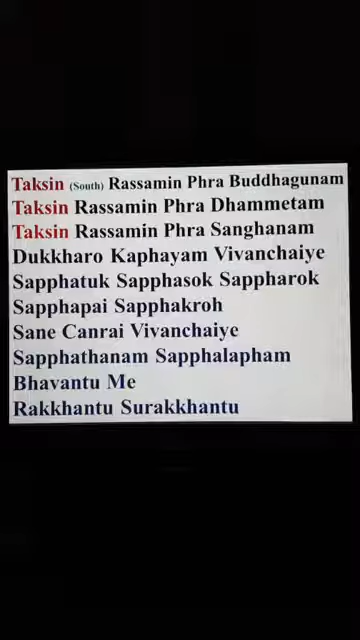 Taksin (South) Rassamin Phra Buddhagunam
Taksin Rassamin Phra Dhammetam
Taksin Rassamin Phra Sanghanam
Dukkharo Kaphayam Vivanchaiye
Sapphatuk Sapphasok Sappharok
Sapphapai Sapphakroh
Sane Canrai Vivanchaiye
Sapphathanam Sapphalapham
Bhavantu Me
Rakkhantu Surakkhantu